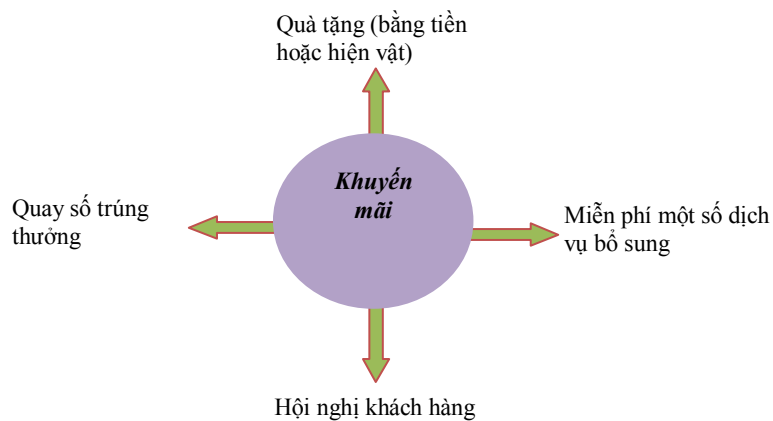 Quà tặng (bằng tiền
hoặc hiện vật)
Khuyến
mãi
Quay số trúng
thưởng
Miễn phí một số dịch
vụ bổ sung
Hội nghị khách hàng